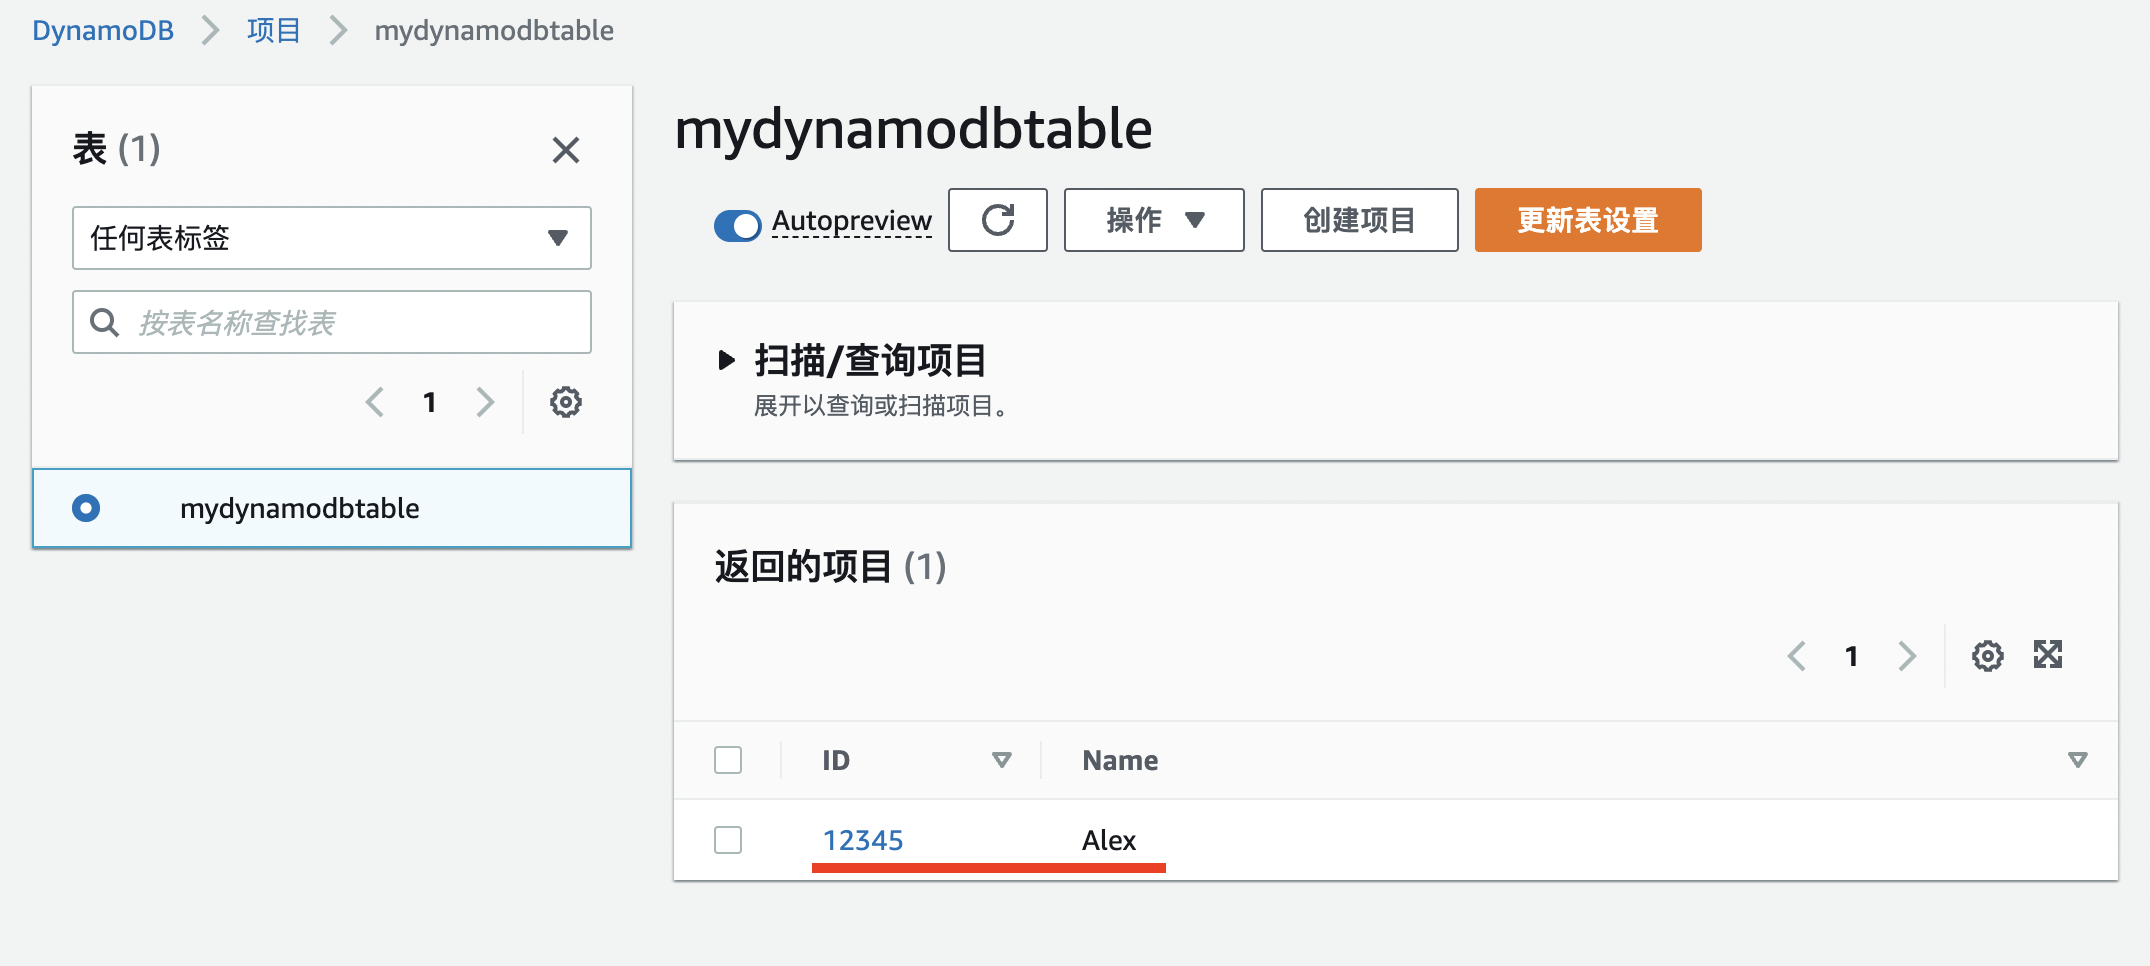 DynamoDB 项目 mydynamodbtable
表 (1)
任何表标签
按表名称查找表
1
mydynamodbtable
mydynamodbtable
Autopreview 操作 创建项目 更新表设置
扫描/查询项目
展开以查询或扫描项目。
返回的项目 (1)
1
ID Name
12345 Alex